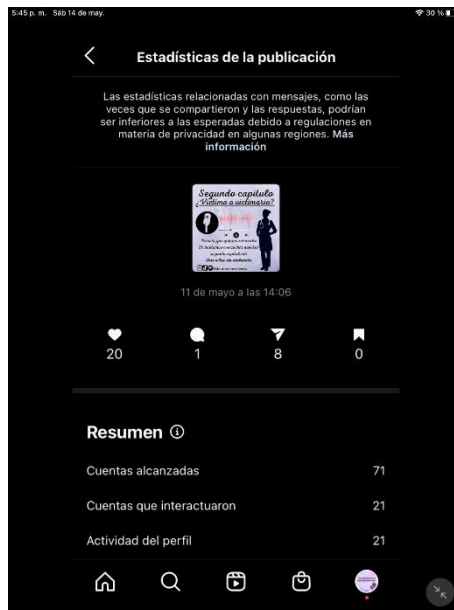 5:45 p. m. Sáb 14 de may.
30 %
Estadísticas de la publicación
Las estadísticas relacionadas con mensajes, como las
veces que se compartieron y las respuestas, podrían
ser inferiores a las esperadas debido a regulaciones en
materia de privacidad en algunas regiones. Más
información
Segundo capítulo
¿Víctima o victimario?
11 de mayo a las 14:06
20 1 8 0
Resumen
Cuentas alcanzadas 71
Cuentas que interactuaron 21
Actividad del perfil 21